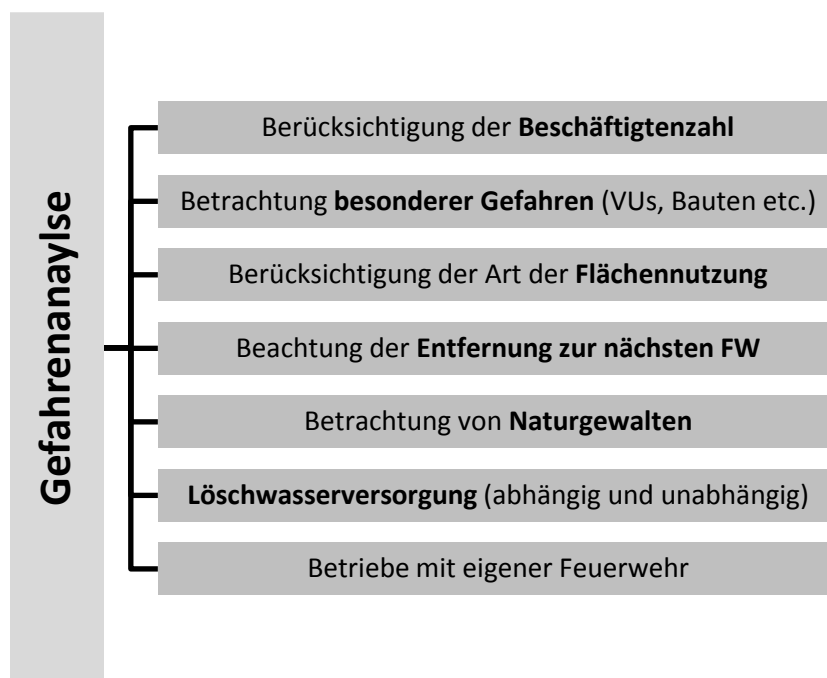 Gefahrenanaylse
Berücksichtigung der Beschäftigtenzahl
Betrachtung besonderer Gefahren (VUs, Bauten etc.)
Berücksichtigung der Art der Flächennutzung
Beachtung der Entfernung zur nächsten FW
Betrachtung von Naturgewalten
Löschwasserversorgung (abhängig und unabhängig)
Betriebe mit eigener Feuerwehr